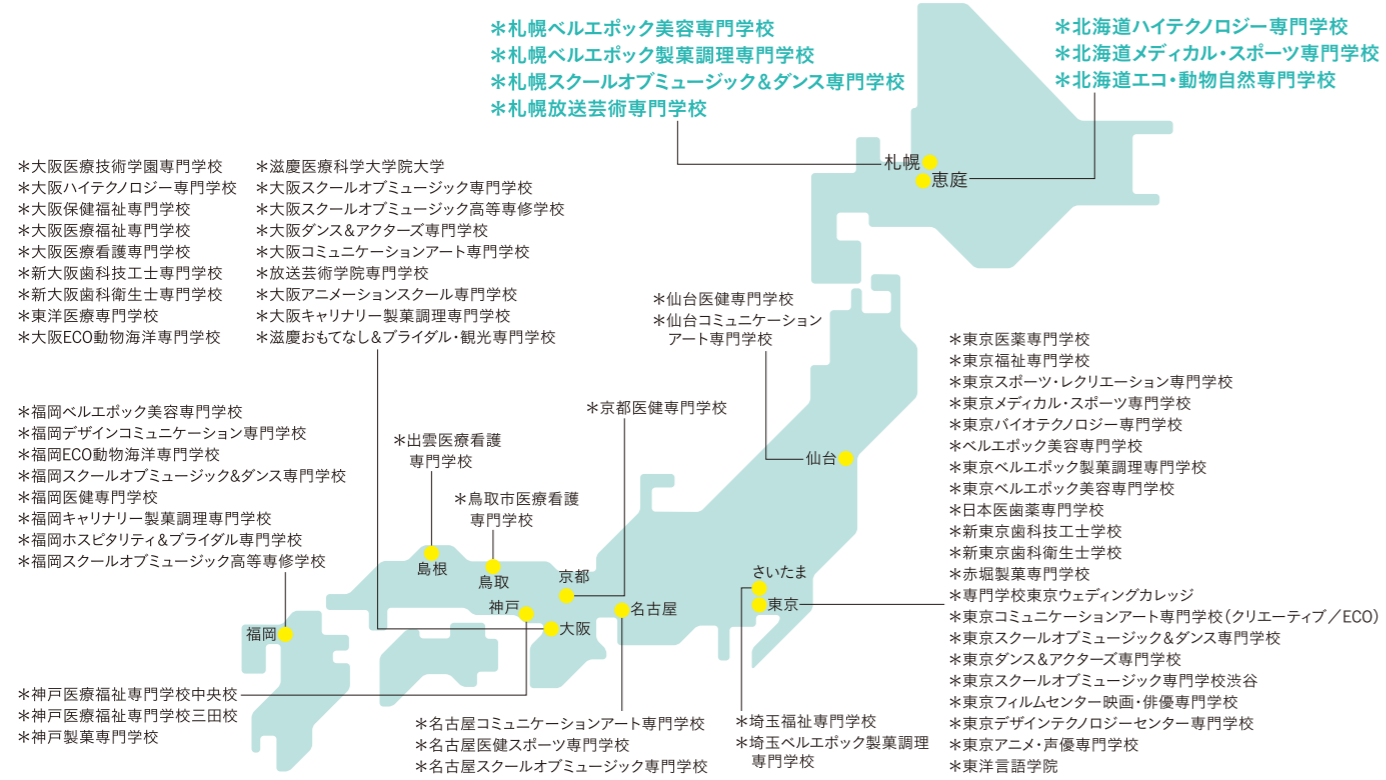 ＊札幌ベルエポック美容専門学校
＊札幌ベルエポック製菓調理専門学校
＊札幌スクールオブミュージック&ダンス専門学校
＊札幌放送芸術専門学校
＊北海道ハイテクノロジー専門学校
＊北海道メディカル・スポーツ専門学校
＊北海道エコ・動物自然専門学校
札幌
恵庭
＊大阪医療技術学園専門学校
＊大阪ハイテクノロジー専門学校
＊大阪保健福祉専門学校
＊大阪医療福祉専門学校
＊大阪医療看護専門学校
＊新大阪歯科技工士専門学校
＊新大阪歯科衛生士専門学校
＊東洋医療専門学校
＊大阪ECO動物海洋専門学校
＊滋慶医療科学大学院大学
＊大阪スクールオブミュージック専門学校
＊大阪スクールオブミュージック高等専修学校
＊大阪ダンス&アクターズ専門学校
＊大阪コミュニケーションアート専門学校
＊放送芸術学院専門学校
＊大阪アニメーションスクール専門学校
＊大阪キャリナリー製菓調理専門学校
＊滋慶おもてなし&ブライダル・観光専門学校
＊仙台医健専門学校
＊仙台コミュニケーション
アート専門学校
仙台
＊福岡ベルエポック美容専門学校
＊福岡デザインコミュニケーション専門学校
＊福岡ECO動物海洋専門学校
＊福岡スクールオブミュージック&ダンス専門学校
＊福岡医健専門学校
＊福岡キャリナリー製菓調理専門学校
＊福岡ホスピタリティ&ブライダル専門学校
＊福岡スクールオブミュージック高等専修学校
＊出雲医療看護
専門学校
＊鳥取市医療看護
専門学校
＊京都医健専門学校
島根
鳥取
京都
神戸
大阪
名古屋
さいたま
東京
福岡
＊東京医薬専門学校
＊東京福祉専門学校
＊東京スポーツ・レクリエーション専門学校
＊東京メディカル・スポーツ専門学校
＊東京バイオテクノロジー専門学校
＊ベルエポック美容専門学校
＊東京ベルエポック製菓調理専門学校
＊東京ベルエポック美容専門学校
＊日本医歯薬専門学校
＊新東京歯科技工士学校
＊新東京歯科衛生士学校
＊赤堀製菓専門学校
＊専門学校東京ウェディングカレッジ
＊東京コミュニケーションアート専門学校(クリエーティブ／ECO)
＊東京スクールオブミュージック&ダンス専門学校
＊東京ダンス&アクターズ専門学校
＊東京スクールオブミュージック専門学校渋谷
＊東京フィルムセンター映画・俳優専門学校
＊東京デザインテクノロジーセンター専門学校
＊東京アニメ・声優専門学校
＊東洋言語学院
＊神戸医療福祉専門学校中央校
＊神戸医療福祉専門学校三田校
＊神戸製菓専門学校
＊名古屋コミュニケーションアート専門学校
＊名古屋医健スポーツ専門学校
＊名古屋スクールオブミュージック専門学校
＊埼玉福祉専門学校
＊埼玉ベルエポック製菓調理
専門学校